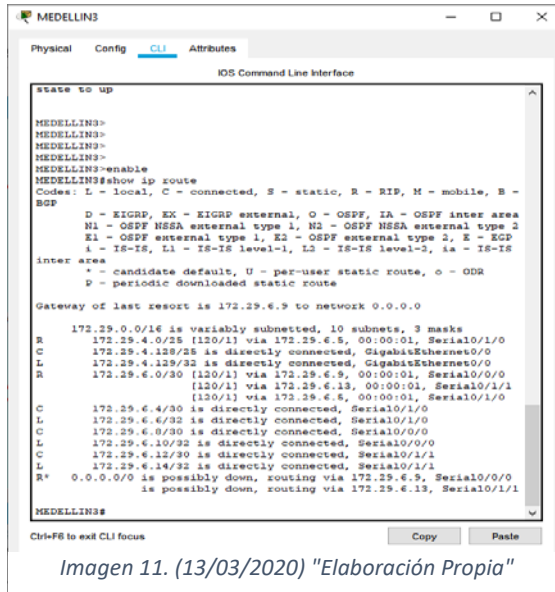 MEDELLIN3
Physical Config CLI Attributes
IOS Command Line Interface
state to up
MEDELLIN3>
MEDELLIN3>
MEDELLIN3>
MEDELLIN3>
MEDELLIN3>enable
MEDELLIN3#show ip route
Codes: L - local, C - connected, S - static, R - RIP, M - mobile, B -
BGP
D - EIGRP, EX - EIGRP external, O - OSPF, IA - OSPF inter area
N1 - OSPF NSSA external type 1, N2 - OSPF NSSA external type 2
E1 - OSPF external type 1, E2 - OSPF external type 2, E - EGP
i - IS-IS, L1 - IS-IS level-1, L2 - IS-IS level-2, ia - IS-IS
inter area
* - candidate default, U - per-user static route, o - ODR
P - periodic downloaded static route
Gateway of last resort is 172.29.6.9 to network 0.0.0.0
172.29.0.0/16 is variably subnetted, 10 subnets, 3 masks
R 172.29.4.0/25 [120/1] via 172.29.6.5, 00:00:01, Serial0/1/0
C 172.29.4.128/25 is directly connected, GigabitEthernet0/0
L 172.29.4.129/32 is directly connected, GigabitEthernet0/0
R 172.29.6.0/30 [120/1] via 172.29.6.9, 00:00:01, Serial0/0/0
[120/1] via 172.29.6.13, 00:00:01, Serial0/1/1
[120/1] via 172.29.6.5, 00:00:01, Serial0/1/0
C 172.29.6.4/30 is directly connected, Serial0/1/0
L 172.29.6.6/32 is directly connected, Serial0/1/0
C 172.29.6.8/30 is directly connected, Serial0/0/0
L 172.29.6.10/32 is directly connected, Serial0/0/0
C 172.29.6.12/30 is directly connected, Serial0/1/1
L 172.29.6.14/32 is directly connected, Serial0/1/1
R* 0.0.0.0/0 is possibly down, routing via 172.29.6.9, Serial0/0/0
is possibly down, routing via 172.29.6.13, Serial0/1/1
MEDELLIN3#
Ctrl+F6 to exit CLI focus Copy Paste
Imagen 11. (13/03/2020) "Elaboración Propia"